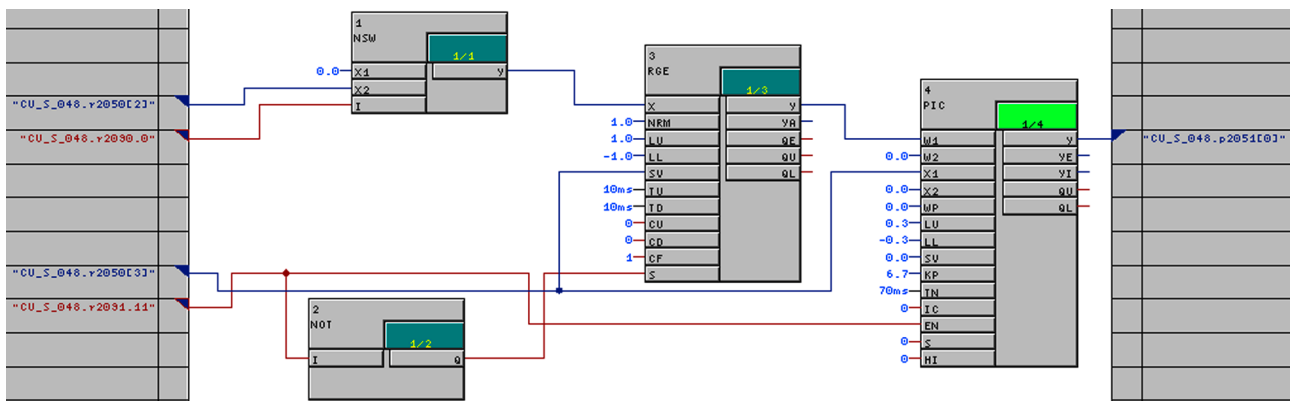 1
NSW
1/1
0.0 X1 Y
"CU_S_048.r2050[2]" X2
"CU_S_048.r2090.0" I
3
RGE
1/3
X Y
1.0 NRM YA
1.0 LU QE
-1.0 LL QU
SV QL
10ms TU
10ms TD
0 CU
0 CD
1 CF
S
4
PIC
1/4
W1 Y "CU_S_048.p2051[0]"
0.0 W2 YE
X1 YI
0.0 X2 QU
0.0 WP QL
0.3 LU
-0.3 LL
0.0 SV
6.7 KP
70ms TN
0 IC
EN
0 S
0 HI
"CU_S_048.r2050[3]"
"CU_S_048.r2091.11"
2
NOT
1/2
I Q